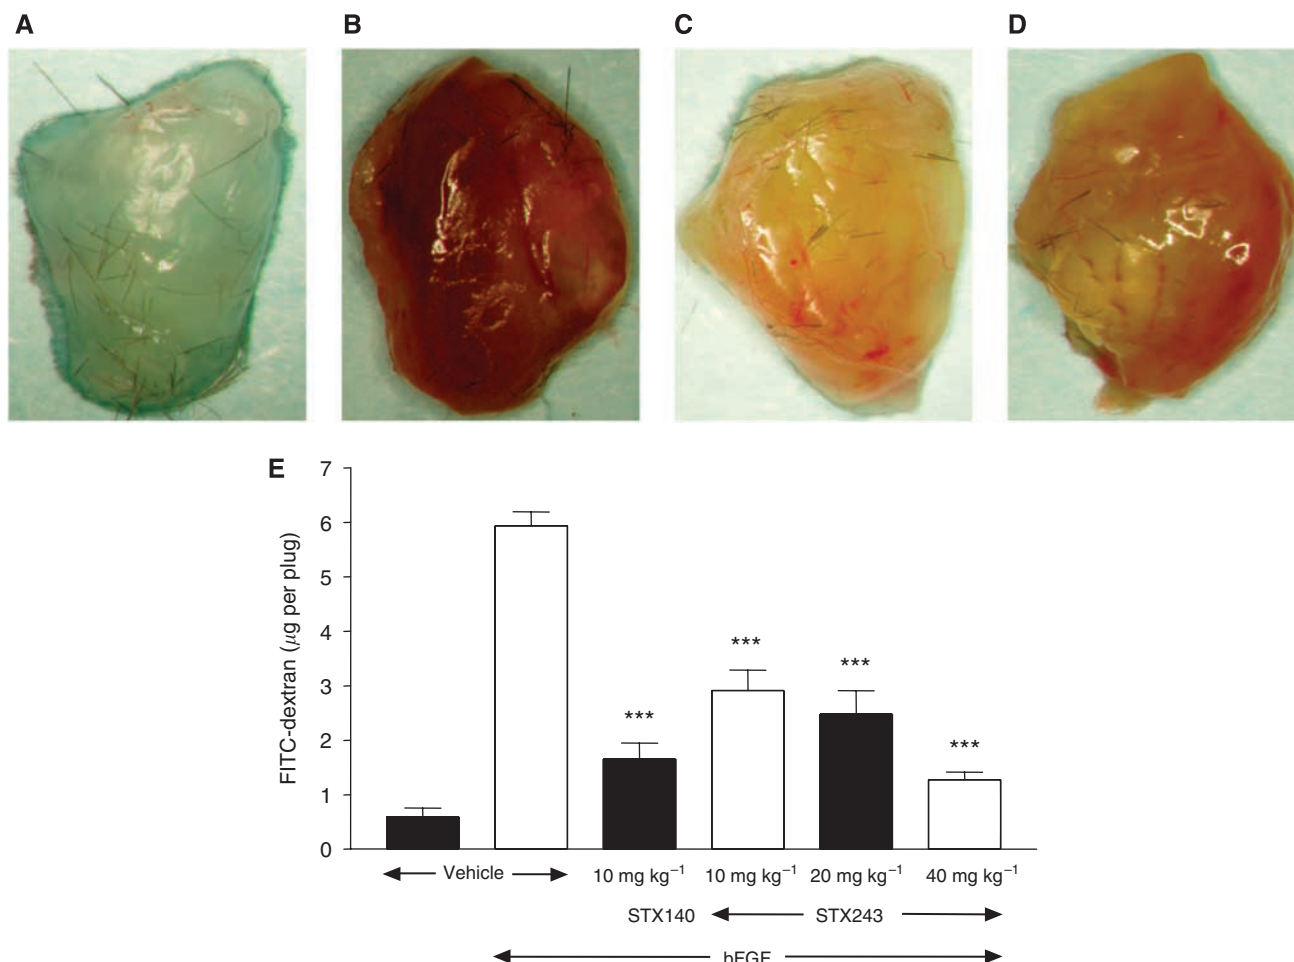 A B C D
E
FITC-dextran (µg per plug)
7
6
5
4
3
2
1
0
***
***
***
***
Vehicle 10 mg kg⁻¹ 10 mg kg⁻¹ 20 mg kg⁻¹ 40 mg kg⁻¹
STX140 STX243
bFGF